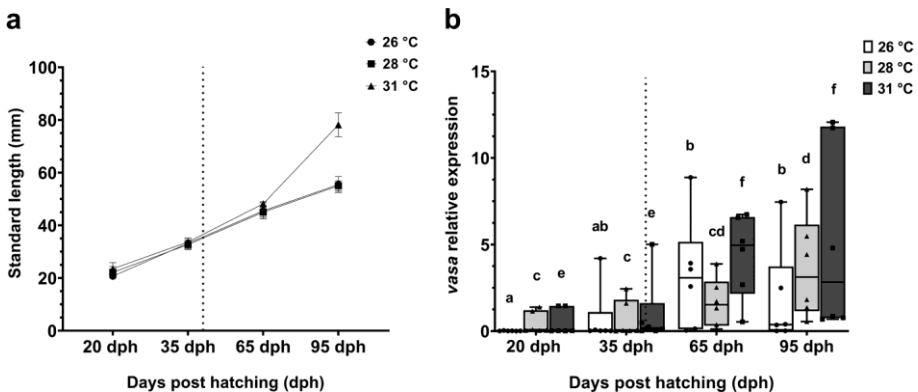 a
26 °C
28 °C
31 °C
100
80
60
40
20
0
Standard length (mm)
20 dph
35 dph
65 dph
95 dph
Days post hatching (dph)
b
26 °C
28 °C
31 °C
15
10
5
0
vasa relative expression
a
c
e
ab
c
e
b
cd
f
b
d
f
20 dph
35 dph
65 dph
95 dph
Days post hatching (dph)